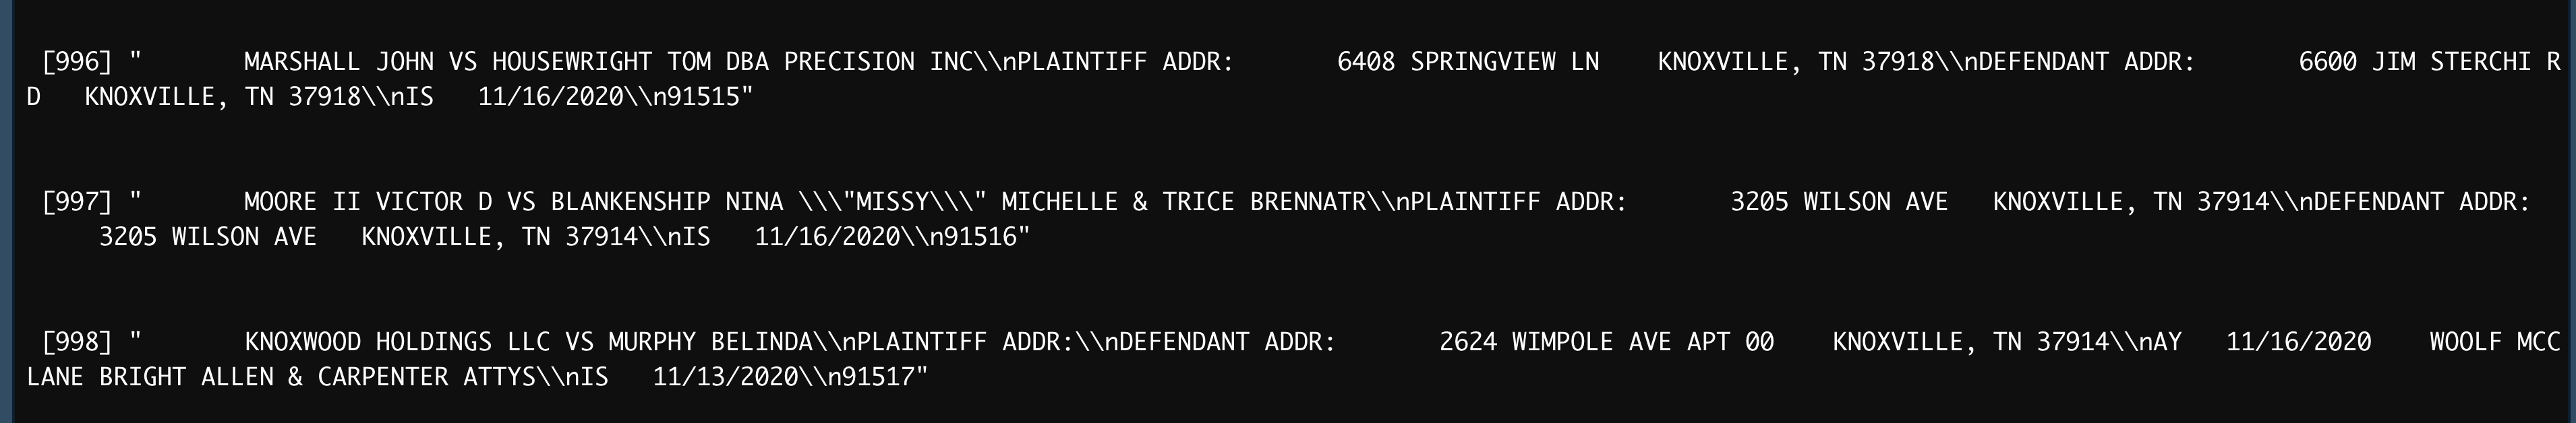 [996] "       MARSHALL JOHN VS HOUSEWRIGHT TOM DBA PRECISION INC\\nPLAINTIFF ADDR:       6408 SPRINGVIEW LN    KNOXVILLE, TN 37918\\nDEFENDANT ADDR:       6600 JIM STERCHI R
D   KNOXVILLE, TN 37918\\nIS   11/16/2020\\n91515"
[997] "       MOORE II VICTOR D VS BLANKENSHIP NINA \\\"MISSY\\\" MICHELLE & TRICE BRENNATR\\nPLAINTIFF ADDR:       3205 WILSON AVE   KNOXVILLE, TN 37914\\nDEFENDANT ADDR:
3205 WILSON AVE   KNOXVILLE, TN 37914\\nIS   11/16/2020\\n91516"
[998] "       KNOXWOOD HOLDINGS LLC VS MURPHY BELINDA\\nPLAINTIFF ADDR:\\nDEFENDANT ADDR:       2624 WIMPOLE AVE APT 00    KNOXVILLE, TN 37914\\nAY   11/16/2020    WOOLF MCC
LANE BRIGHT ALLEN & CARPENTER ATTYS\\nIS   11/13/2020\\n91517"